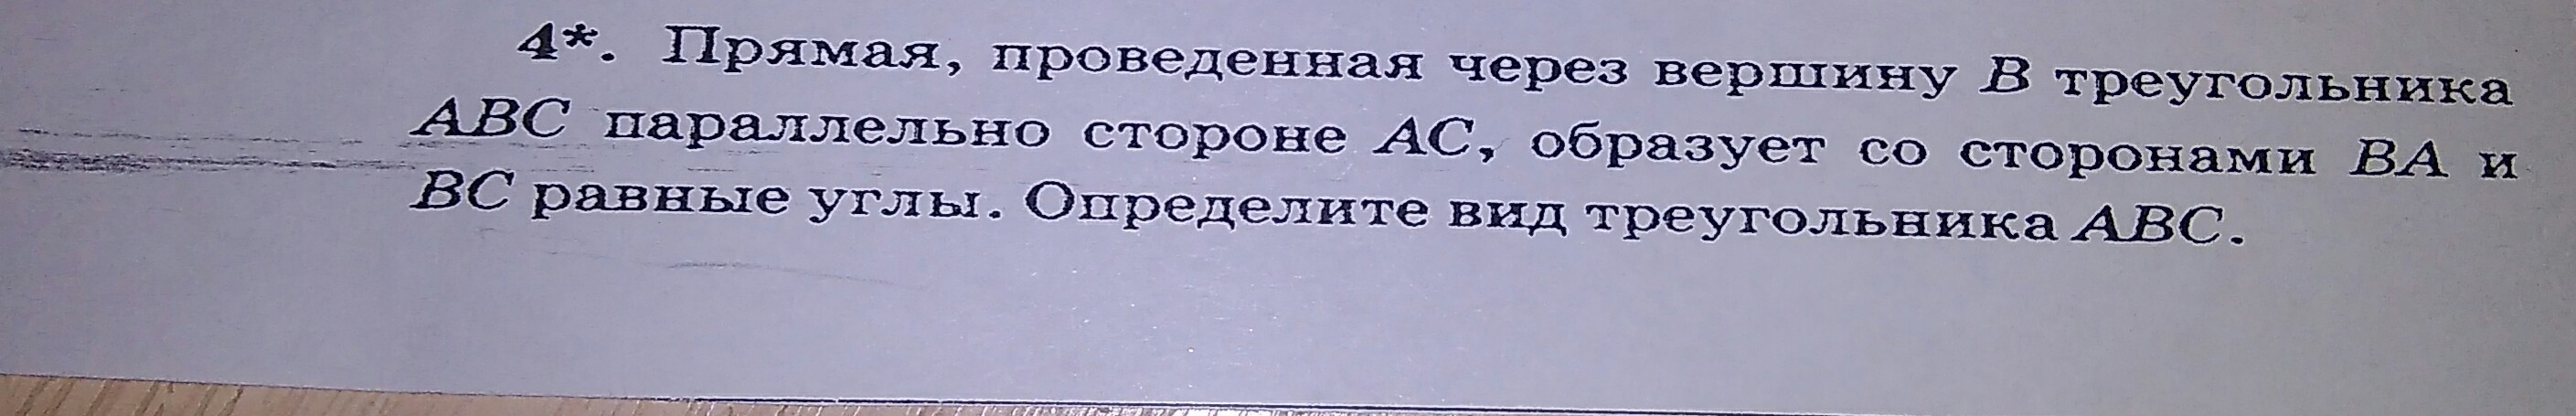 4*. Прямая, проведенная через вершину B треугольника
ABC параллельно стороне AC, образует со сторонами BA и
BC равные углы. Определите вид треугольника ABC.